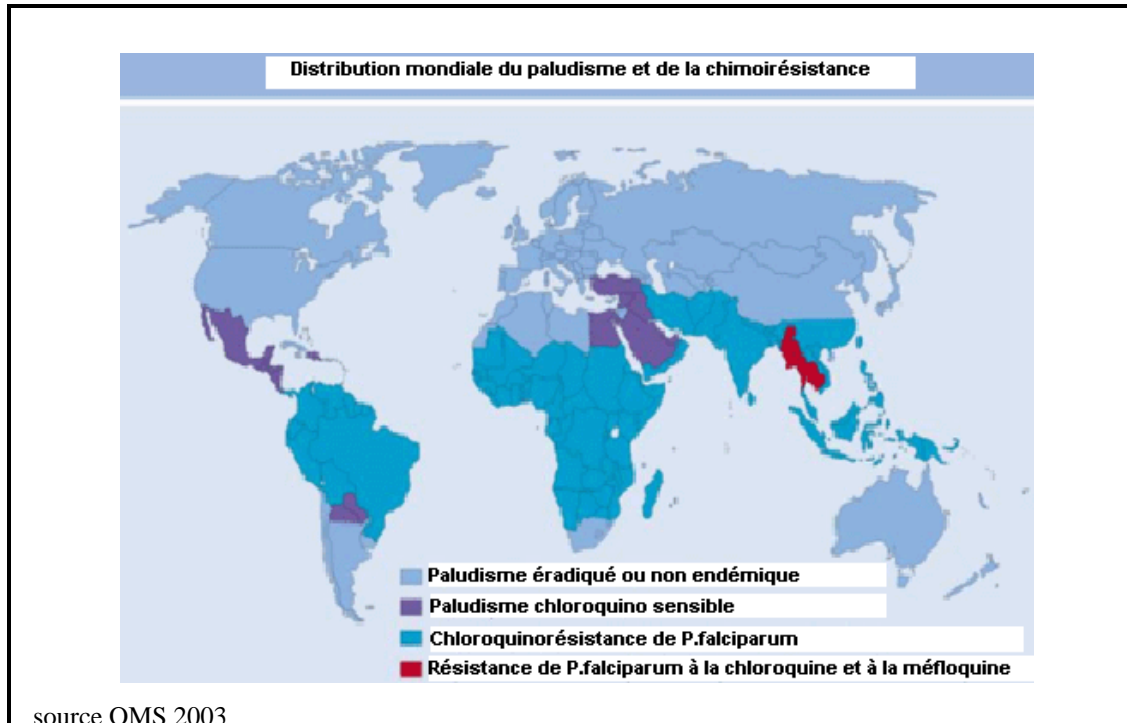 Distribution mondiale du paludisme et de la chimoirésistance
Paludisme éradiqué ou non endémique
Paludisme chloroquino sensible
Chloroquinorésistance de P.falciparum
Résistance de P.falciparum à la chloroquine et à la méfloquine
source OMS 2003